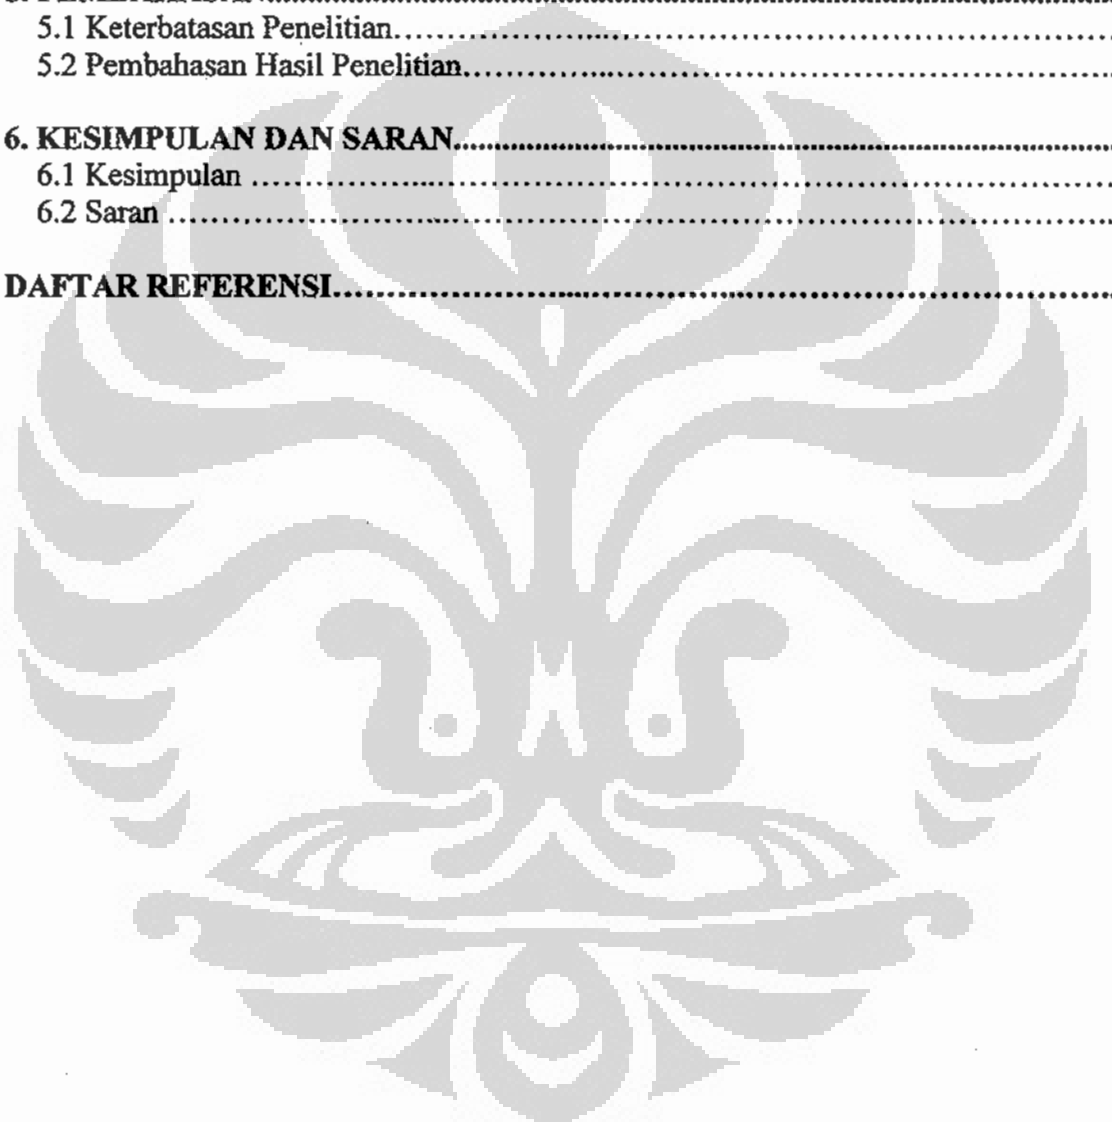 5.1 Keterbatasan Penelitian................................................................
5.2 Pembahasan Hasil Penelitian................................................................
6. KESIMPULAN DAN SARAN................................................................
6.1 Kesimpulan ................................................................
6.2 Saran ................................................................
DAFTAR REFERENSI................................................................